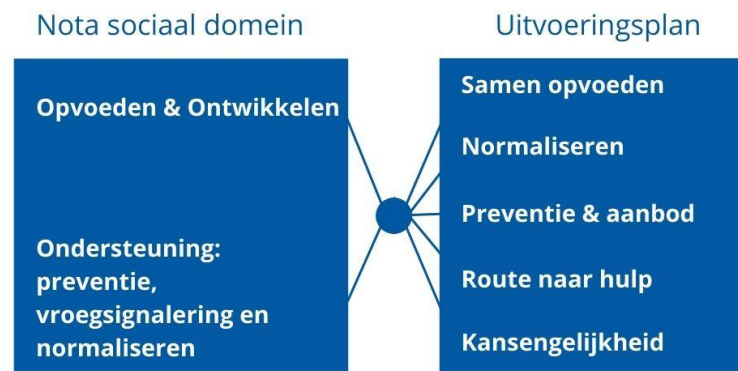 Nota sociaal domein
Opvoeden & Ontwikkelen
Ondersteuning:
preventie,
vroegsignalering en
normaliseren
Uitvoeringsplan
Samen opvoeden
Normaliseren
Preventie & aanbod
Route naar hulp
Kansengelijkheid